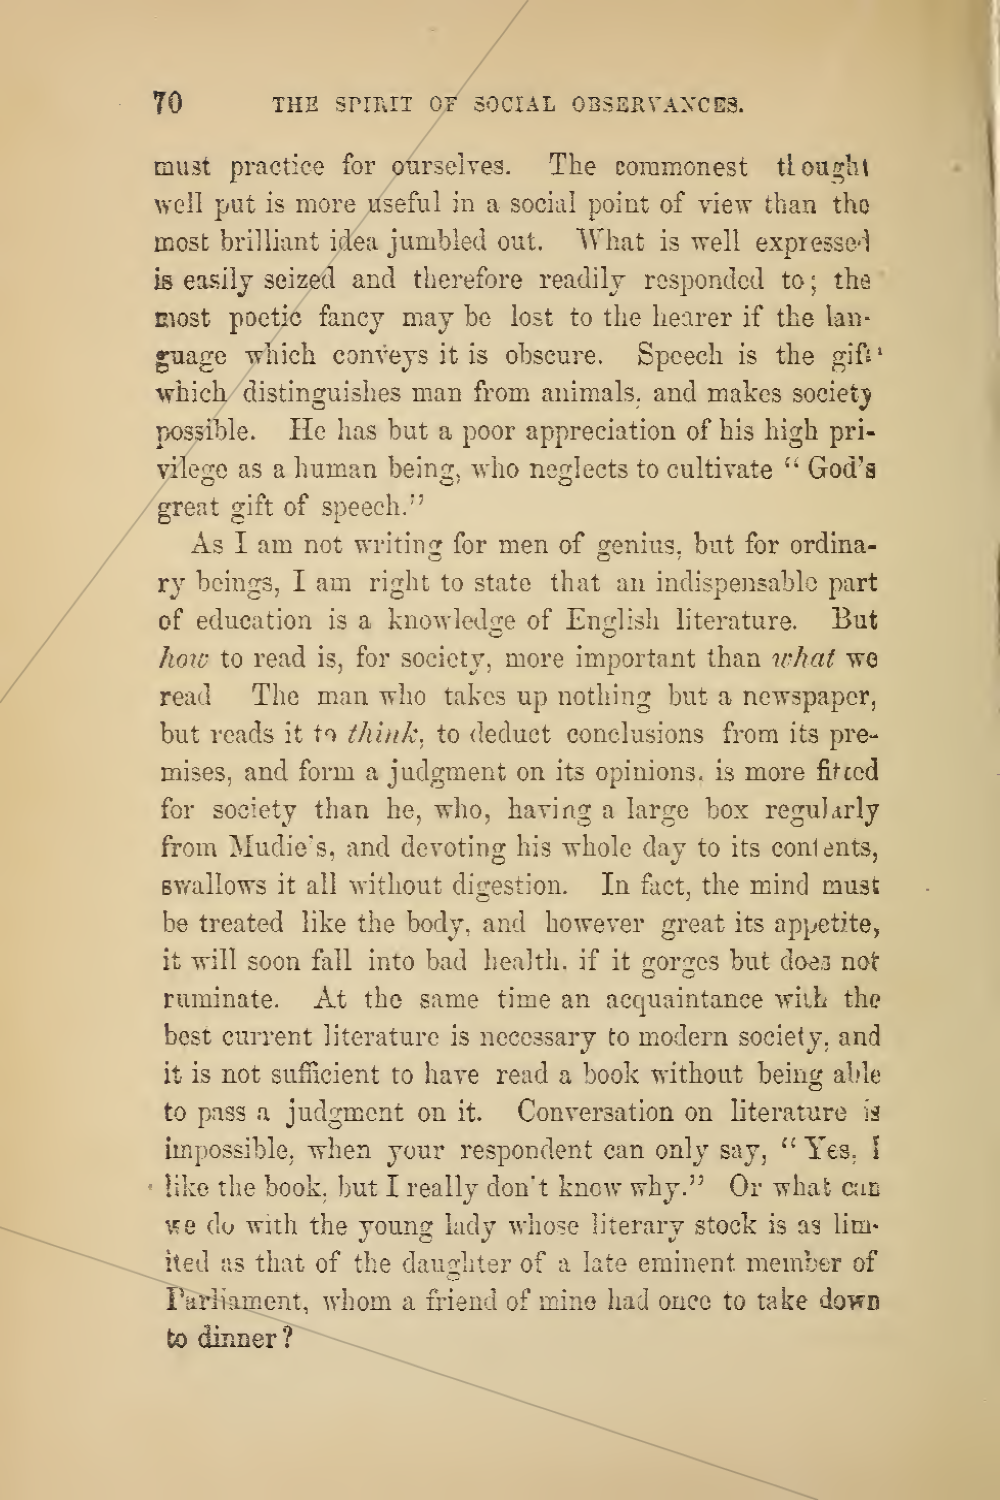 70 THE SPIRIT OF SOCIAL OBSERVANCES.
must practice for ourselves. The commonest thought
well put is more useful in a social point of view than the
most brilliant idea jumbled out. What is well expressed
is easily seized and therefore readily responded to; the
most poetic fancy may be lost to the hearer if the lan-
guage which conveys it is obscure. Speech is the gift
which distinguishes man from animals, and makes society
possible. He has but a poor appreciation of his high pri-
vilege as a human being, who neglects to cultivate “ God's
great gift of speech.”
As I am not writing for men of genius, but for ordina-
ry beings, I am right to state that an indispensable part
of education is a knowledge of English literature. But
how to read is, for society, more important than what we
read The man who takes up nothing but a newspaper,
but reads it to think, to deduct conclusions from its pre-
mises, and form a judgment on its opinions, is more fitted
for society than he, who, having a large box regularly
from Mudie's, and devoting his whole day to its contents,
swallows it all without digestion. In fact, the mind must
be treated like the body, and however great its appetite,
it will soon fall into bad health, if it gorges but does not
ruminate. At the same time an acquaintance with the
best current literature is necessary to modern society, and
it is not sufficient to have read a book without being able
to pass a judgment on it. Conversation on literature is
impossible, when your respondent can only say, “ Yes, I
like the book, but I really don't know why.” Or what can
we do with the young lady whose literary stock is as lim-
ited as that of the daughter of a late eminent member of
Parliament, whom a friend of mine had once to take down
to dinner?